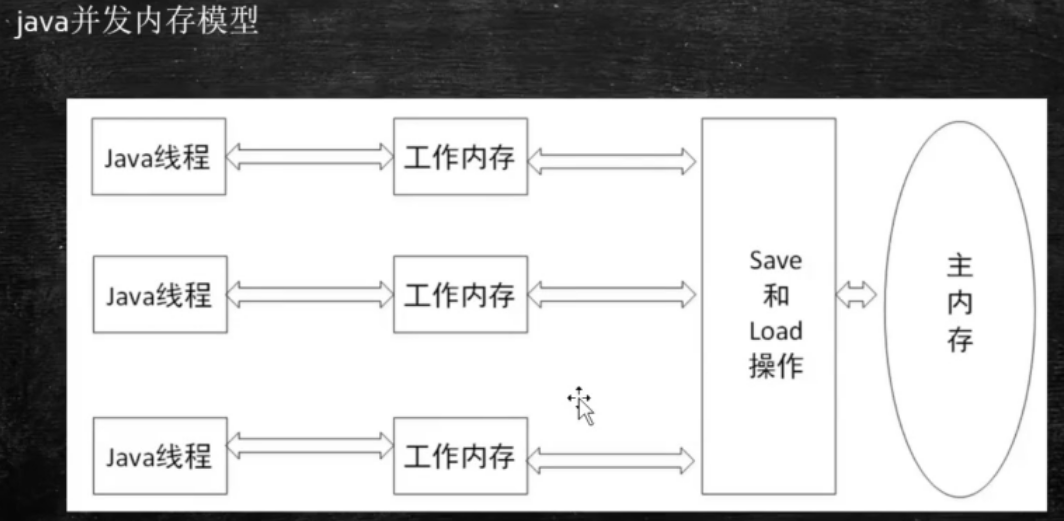 java并发内存模型
Java线程
工作内存
Java线程
工作内存
Java线程
工作内存
Save
和
Load
操作
主
内
存